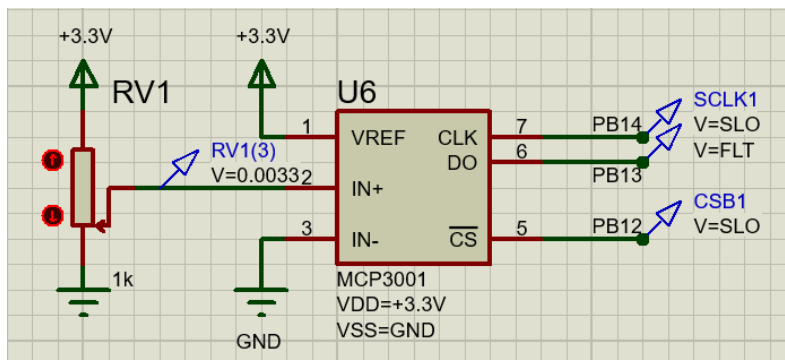 +3.3V
+3.3V
RV1
U6
SCLK1
V=SLO
V=FLT
1
VREF
CLK
7
PB14
DO
6
PB13
RV1(3)
V=0.0033
2
IN+
CSB1
V=SLO
3
IN-
CS
5
PB12
1k
MCP3001
VDD=+3.3V
VSS=GND
GND